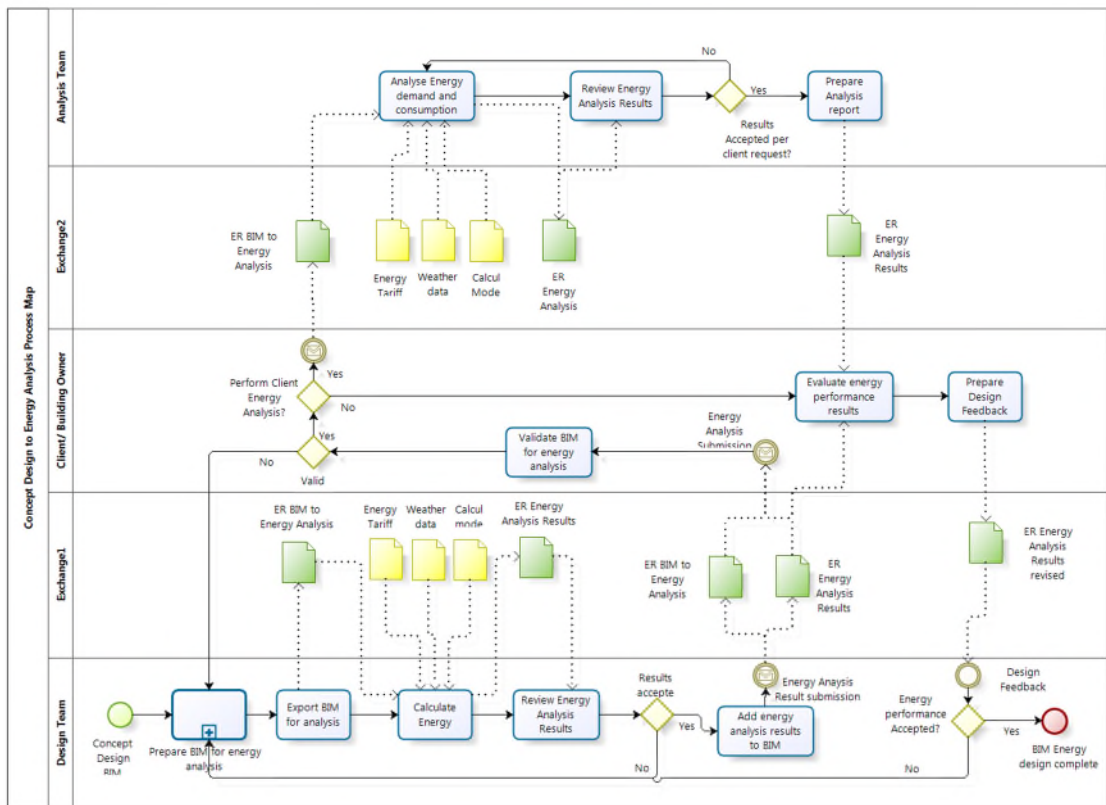 Concept Design to Energy Analysis Process Map
Analysis Team
Analyse Energy
demand and
consumption
Review Energy
Analysis Results
No
Yes
Results
Accepted per
client request?
Prepare
Analysis
report
Exchange2
ER BIM to
Energy
Analysis
Energy
Tariff
Weather
data
Calcul
Mode
ER
Energy
Analysis
ER
Energy
Analysis
Results
Client/ Building Owner
Perform Client
Energy
Analysis?
Yes
No
Yes
No
Valid
Validate BIM
for energy
analysis
Energy
Analysis
Submission
Evaluate energy
performance
results
Prepare
Design
Feedback
Exchange1
ER BIM to
Energy Analysis
Energy
Tariff
Weather
data
Calcul
mode
ER Energy
Analysis Results
ER BIM to
Energy
Analysis
ER
Energy
Analysis
Results
ER Energy
Analysis
Results
revised
Design Team
Concept
Design
BIM
Prepare BIM for energy
analysis
Export BIM
for analysis
Calculate
Energy
Review Energy
Analysis
Results
Results
accepte
Yes
No
Add energy
analysis results
to BIM
Energy Anaysis
Result submission
Design
Feedback
Energy
performance
Accepted?
Yes
No
BIM Energy
design complete